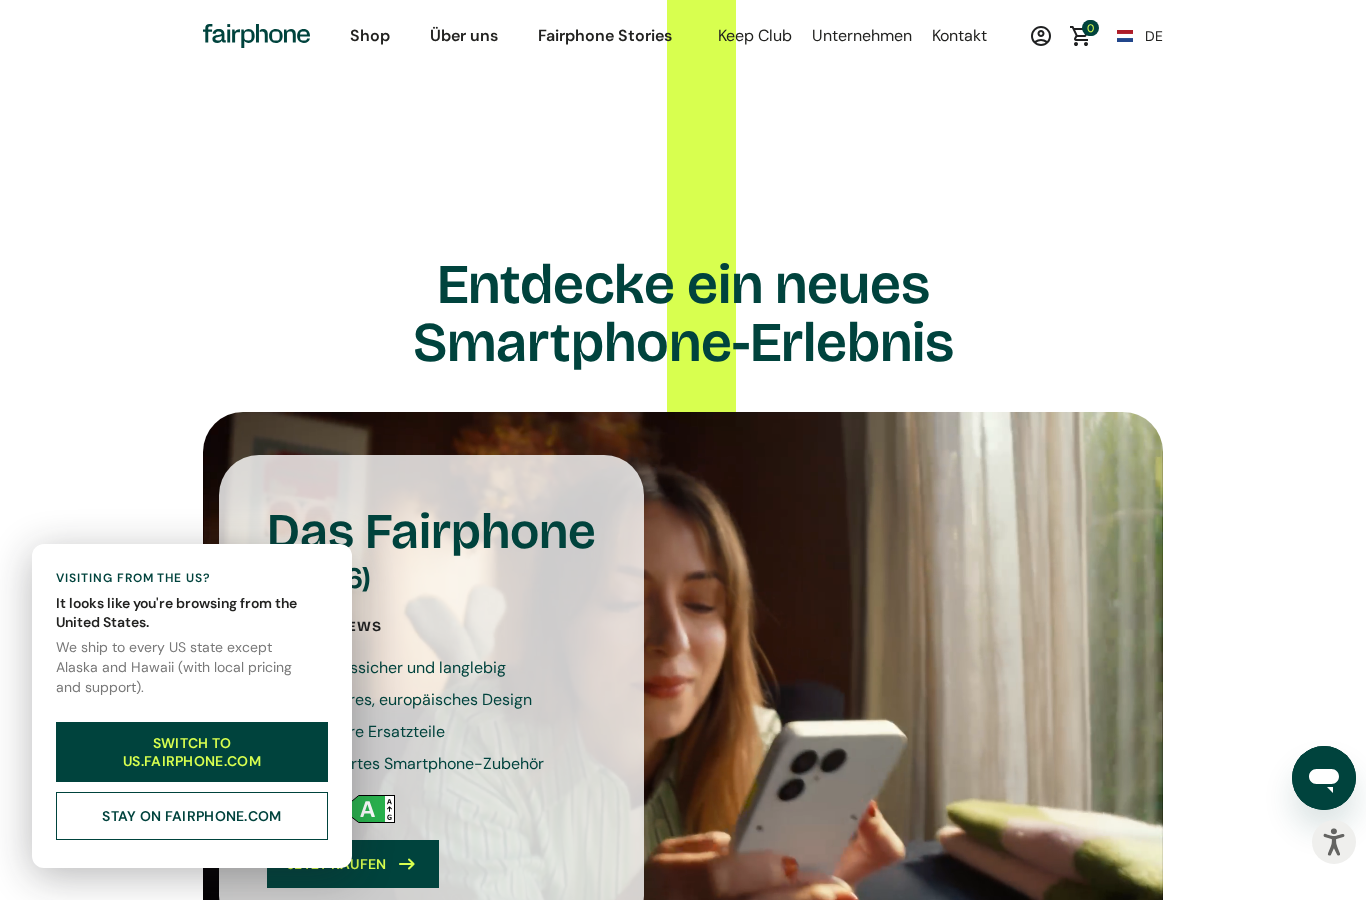 fairphone
Shop
Über uns
Fairphone Stories
Keep Club
Unternehmen
Kontakt
0
DE
Entdecke ein neues
Smartphone-Erlebnis
Das Fairphone
6)
EWS
ssicher und langlebig
res, europäisches Design
re Ersatzteile
rtes Smartphone-Zubehör
A
A
G
KAUFEN
VISITING FROM THE US?
It looks like you're browsing from the
United States.
We ship to every US state except
Alaska and Hawaii (with local pricing
and support).
SWITCH TO
US.FAIRPHONE.COM
STAY ON FAIRPHONE.COM